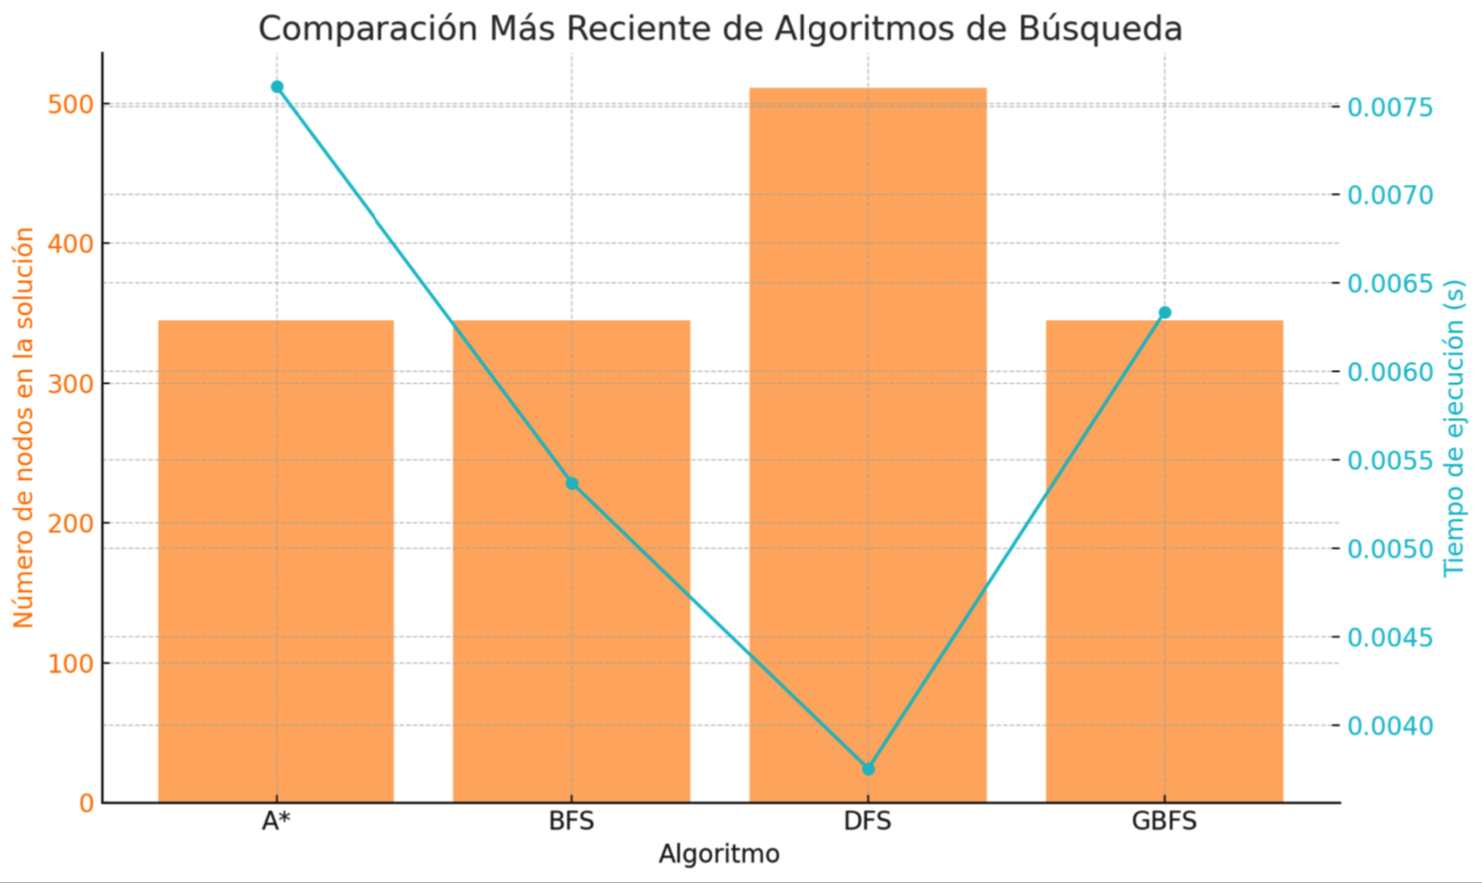 Comparación Más Reciente de Algoritmos de Búsqueda
Número de nodos en la solución
500
400
300
200
100
0
A*
BFS
DFS
GBFS
Algoritmo
0.0075
0.0070
0.0065
0.0060
0.0055
0.0050
0.0045
0.0040
Tiempo de ejecución (s)